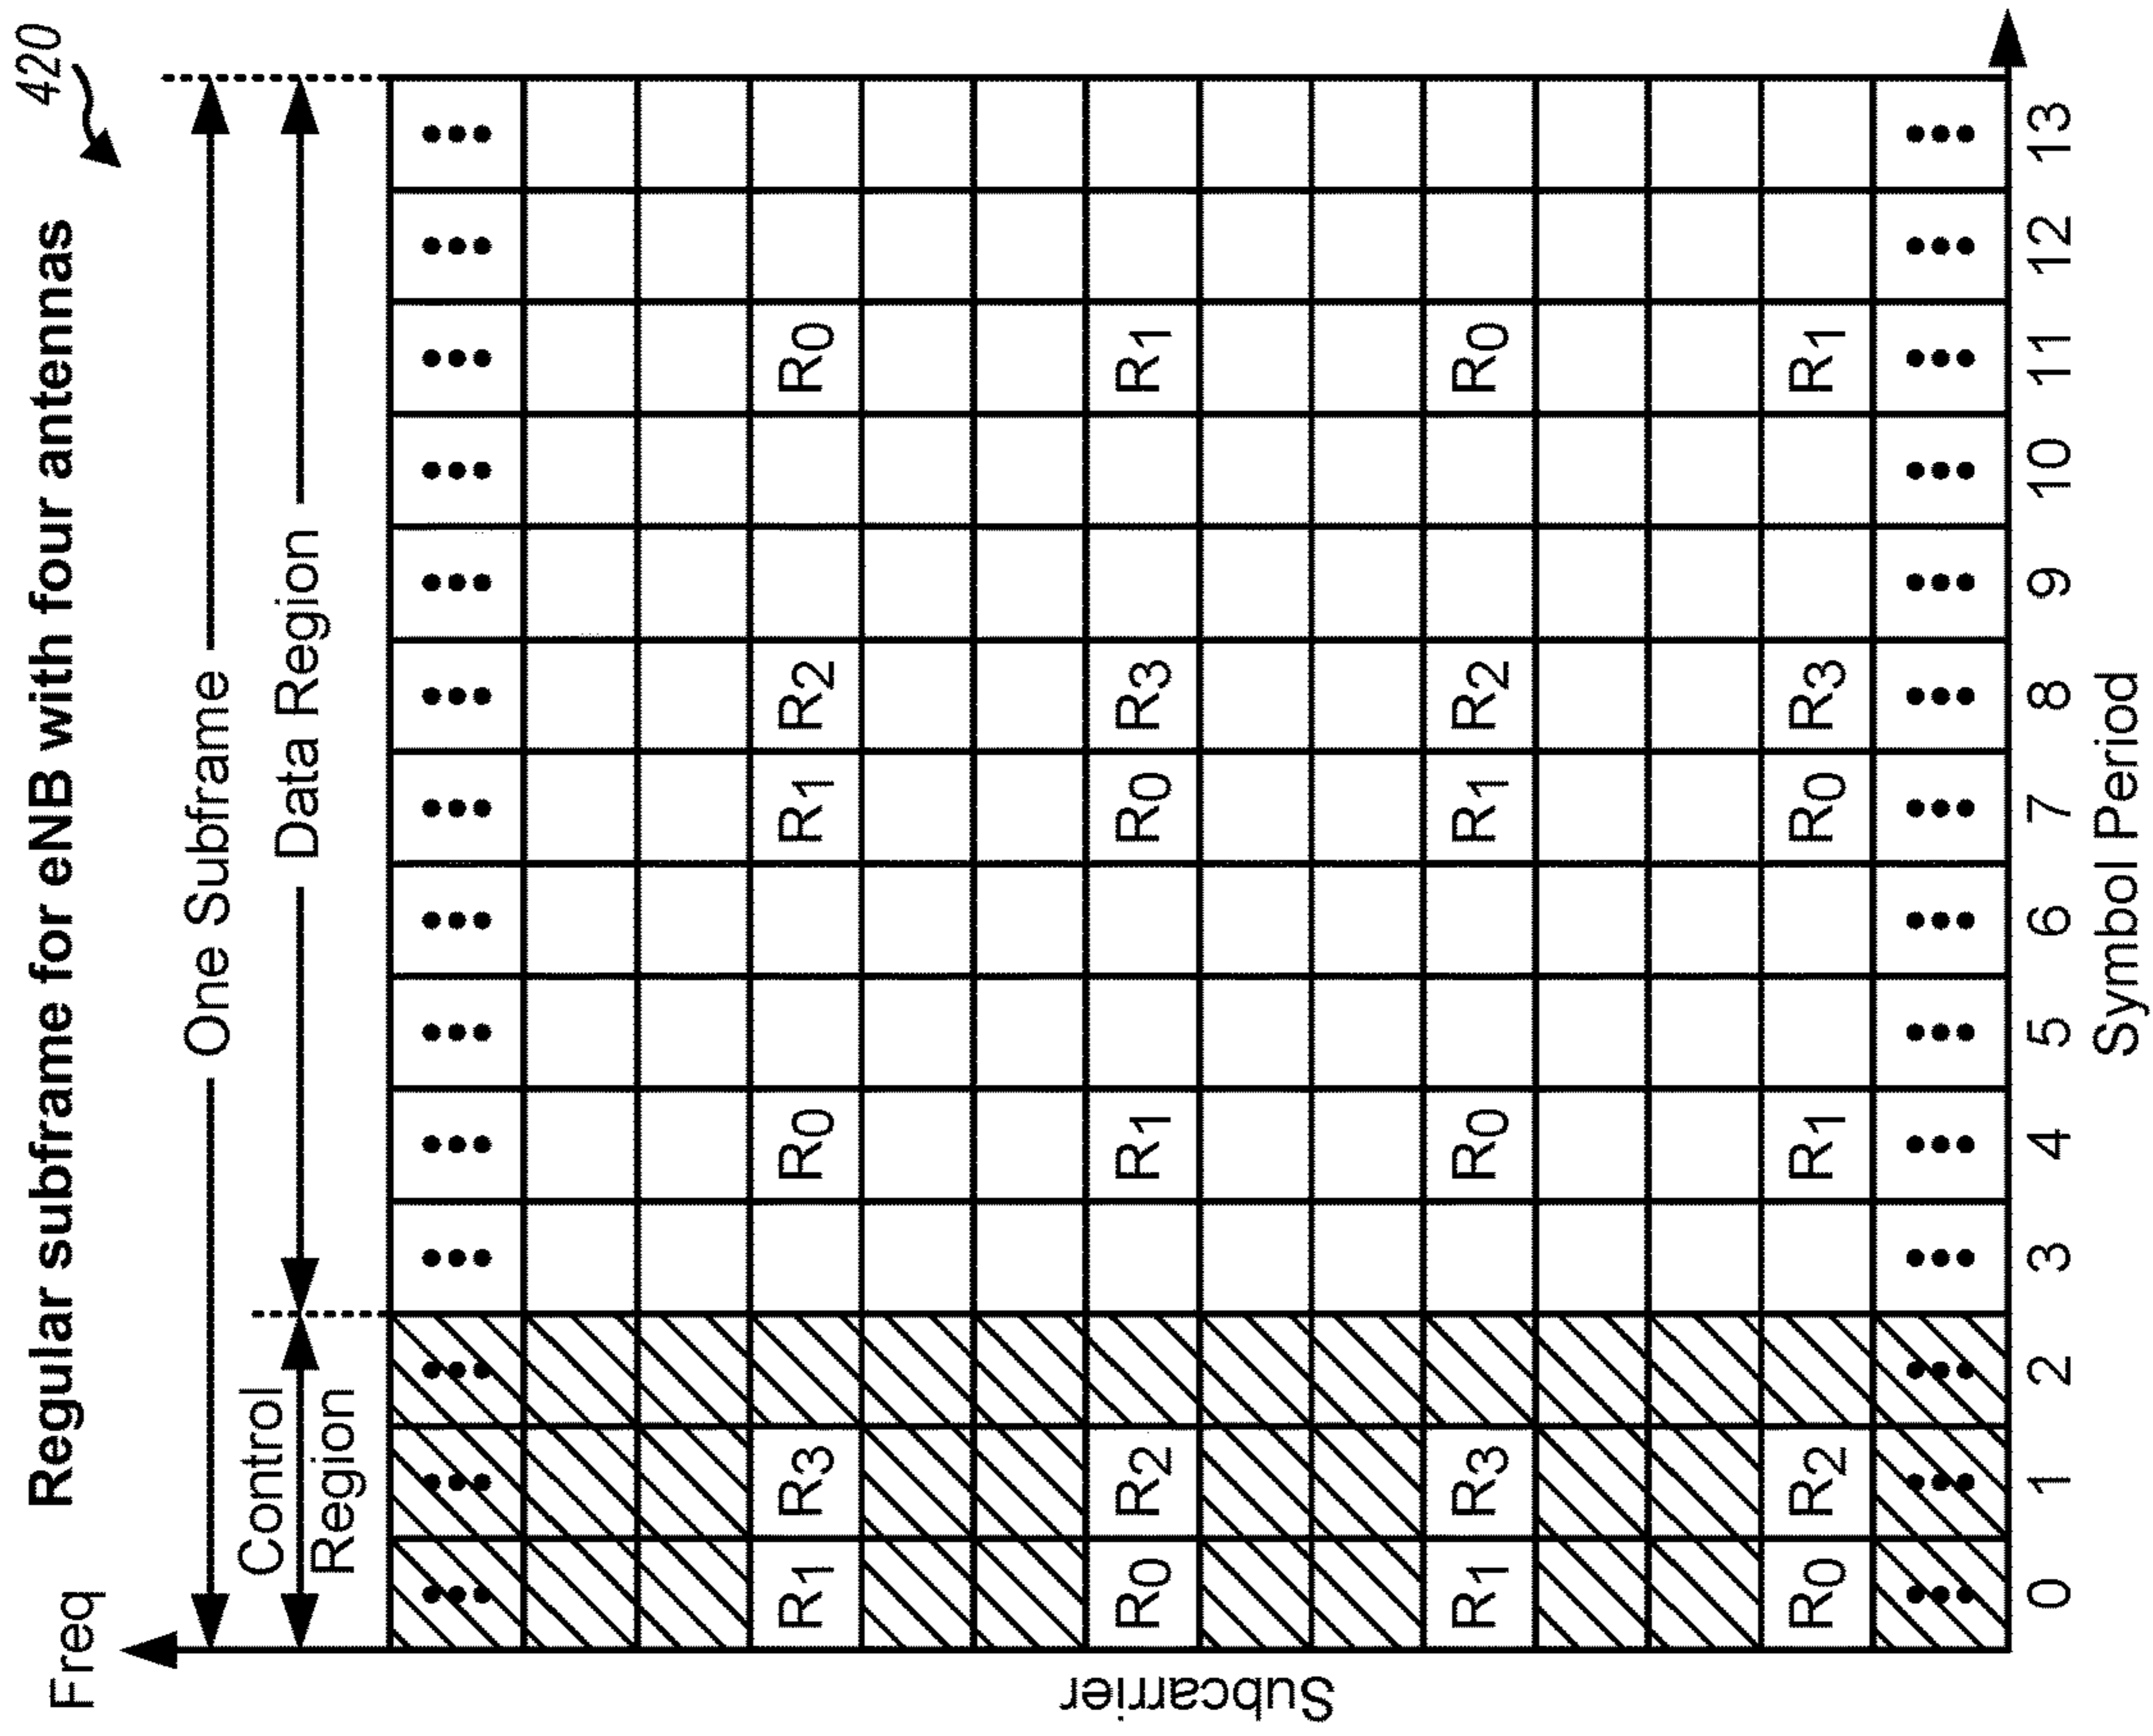 Regular subframe for eNB with four antennas
420
Freq
One Subframe
Control
Region
Data Region
R0 R2 R1 R0 R3 R1
R1 R3 R0 R1 R2 R0
Subcarrier
R0 R2 R1 R0 R3 R1
R1 R3 R0 R1 R2 R0
0 1 2 3 4 5 6 7 8 9 10 11 12 13
Symbol Period